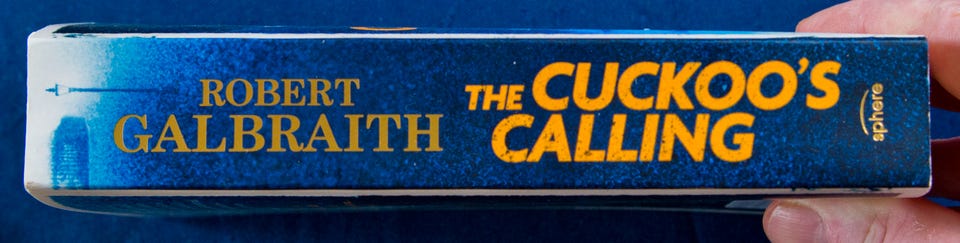 ROBERT
GALBRAITH
THE CUCKOO'S
CALLING
sphere